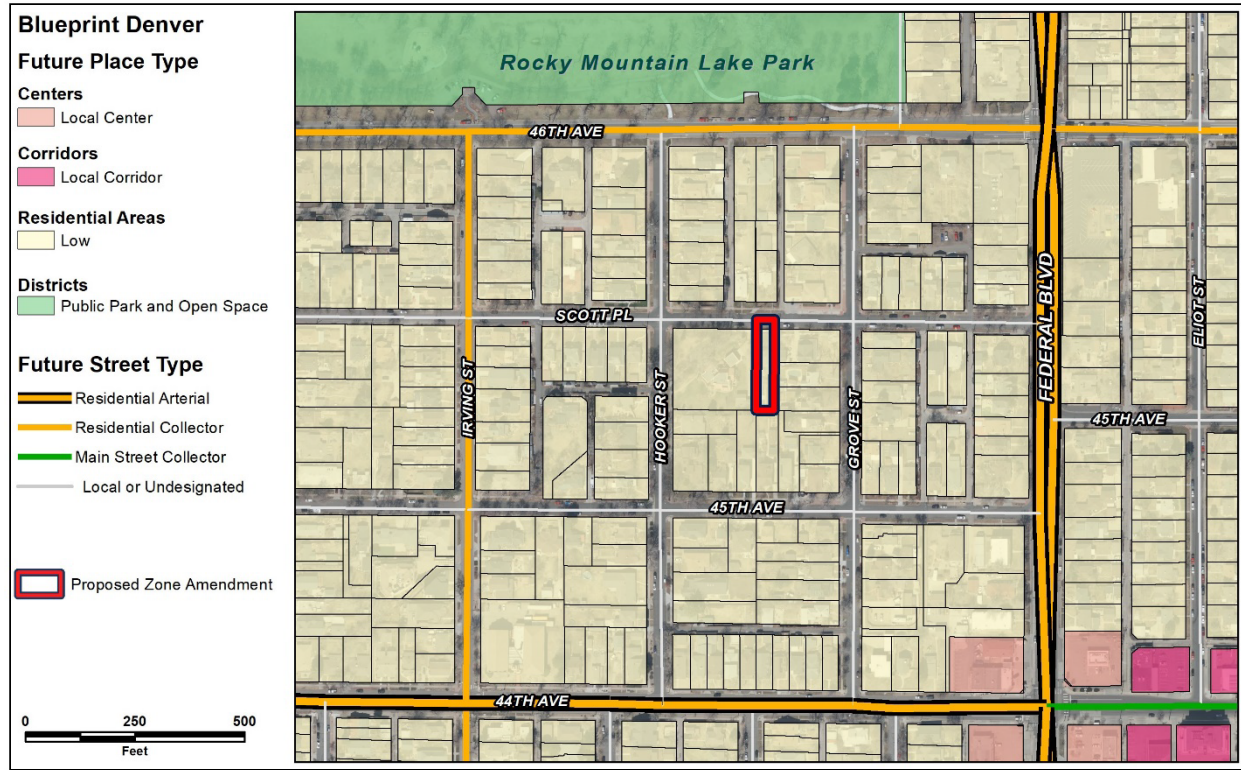 Blueprint Denver
Future Place Type
Centers
Local Center
Corridors
Local Corridor
Residential Areas
Low
Districts
Public Park and Open Space
Future Street Type
Residential Arterial
Residential Collector
Main Street Collector
Local or Undesignated
Proposed Zone Amendment
0 250 500
Feet
Rocky Mountain Lake Park
46TH AVE
SCOTT PL
IRVING ST
HOOKER ST
GROVE ST
FEDERAL BLVD
ELIOT ST
45TH AVE
45TH AVE
44TH AVE